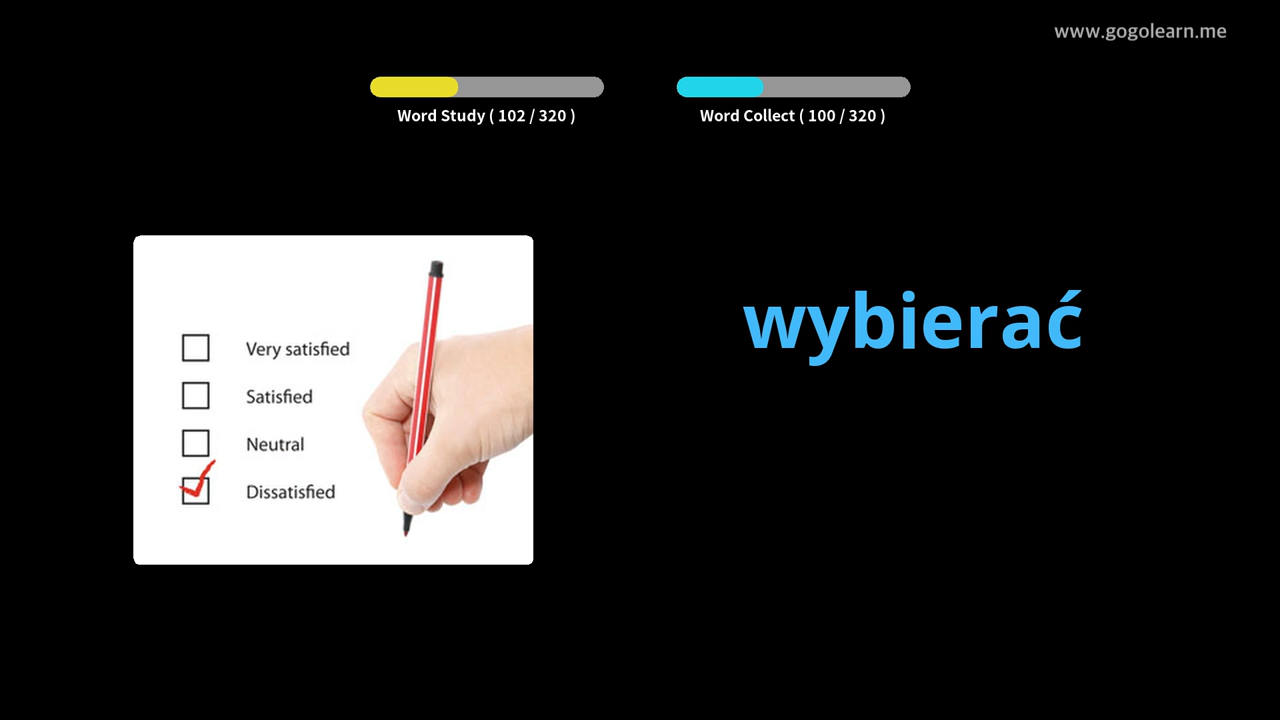 www.gogolearn.me
Word Study ( 102 / 320 )
Word Collect ( 100 / 320 )
wybierać
Very satisfied
Satisfied
Neutral
Dissatisfied